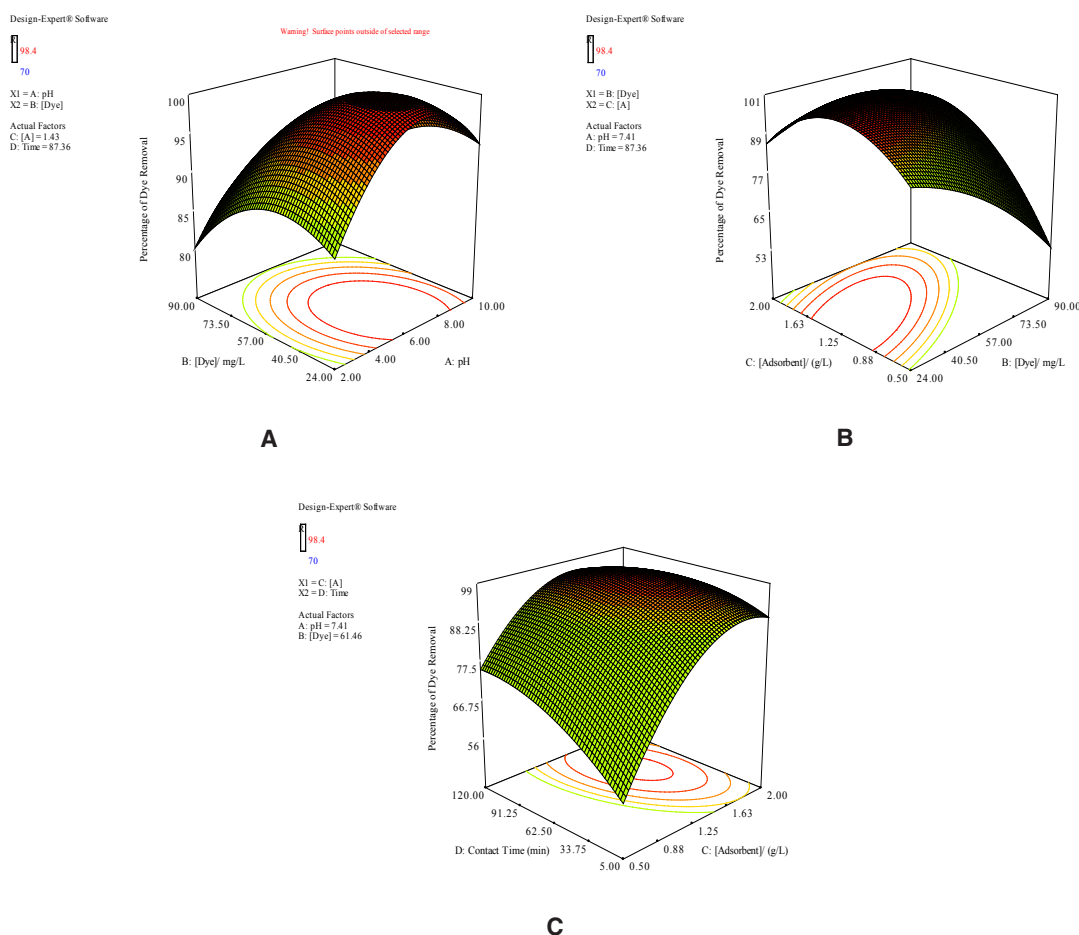 Design-Expert® Software
R
98.4
70
X1 = A: pH
X2 = B: [Dye]
Actual Factors
C: [A] = 1.43
D: Time = 87.36
Warning! Surface points outside of selected range
Percentage of Dye Removal
100
95
90
85
80
90.00
73.50
57.00
40.50
24.00
B: [Dye]/ mg/L
2.00
4.00
6.00
8.00
10.00
A: pH
A
Design-Expert® Software
R
98.4
70
X1 = B: [Dye]
X2 = C: [A]
Actual Factors
A: pH = 7.41
D: Time = 87.36
Percentage of Dye Removal
101
89
77
65
53
2.00
1.63
1.25
0.88
0.50
C: [Adsorbent]/ (g/L)
24.00
40.50
57.00
73.50
90.00
B: [Dye]/ mg/L
B
Design-Expert® Software
R
98.4
70
X1 = C: [A]
X2 = D: Time
Actual Factors
A: pH = 7.41
B: [Dye] = 61.46
Percentage of Dye Removal
99
88.25
77.5
66.75
56
120.00
91.25
62.50
33.75
5.00
D: Contact Time (min)
0.50
0.88
1.25
1.63
2.00
C: [Adsorbent]/ (g/L)
C